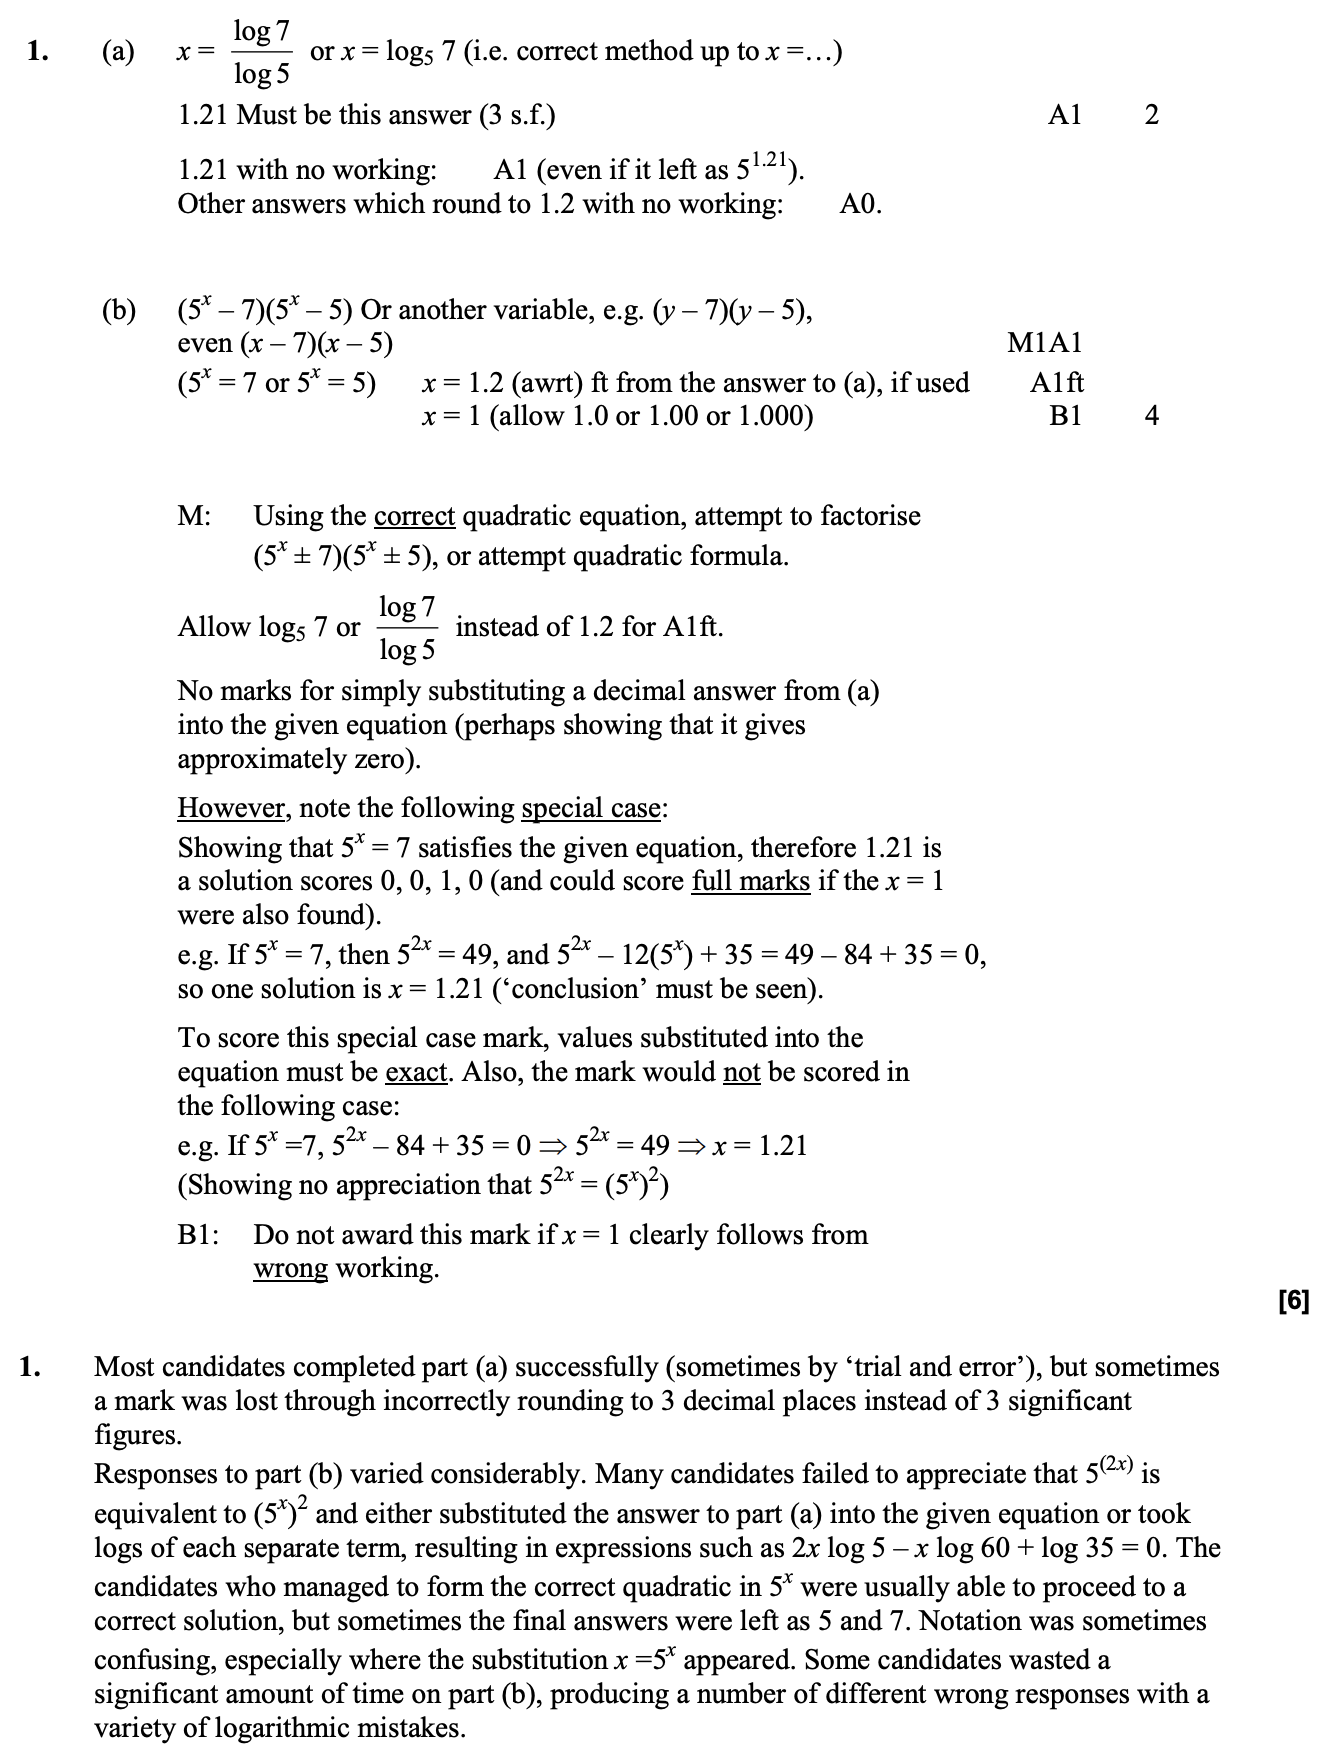 1. (a) x = log 7 / log 5 or x = log₅ 7 (i.e. correct method up to x =…)
1.21 Must be this answer (3 s.f.) A1 2
1.21 with no working: A1 (even if it left as 5^1.21).
Other answers which round to 1.2 with no working: A0.
(b) (5^x – 7)(5^x – 5) Or another variable, e.g. (y – 7)(y – 5),
even (x – 7)(x – 5) M1A1
(5^x = 7 or 5^x = 5) x = 1.2 (awrt) ft from the answer to (a), if used A1ft
x = 1 (allow 1.0 or 1.00 or 1.000) B1 4
M: Using the correct quadratic equation, attempt to factorise
(5^x ± 7)(5^x ± 5), or attempt quadratic formula.
Allow log₅ 7 or log 7 / log 5 instead of 1.2 for A1ft.
No marks for simply substituting a decimal answer from (a)
into the given equation (perhaps showing that it gives
approximately zero).
However, note the following special case:
Showing that 5^x = 7 satisfies the given equation, therefore 1.21 is
a solution scores 0, 0, 1, 0 (and could score full marks if the x = 1
were also found).
e.g. If 5^x = 7, then 5^2x = 49, and 5^2x – 12(5^x) + 35 = 49 – 84 + 35 = 0,
so one solution is x = 1.21 (‘conclusion’ must be seen).
To score this special case mark, values substituted into the
equation must be exact. Also, the mark would not be scored in
the following case:
e.g. If 5^x =7, 5^2x – 84 + 35 = 0 ⇒ 5^2x = 49 ⇒ x = 1.21
(Showing no appreciation that 5^2x = (5^x)^2)
B1: Do not award this mark if x = 1 clearly follows from
wrong working.
[6]
1. Most candidates completed part (a) successfully (sometimes by ‘trial and error’), but sometimes
a mark was lost through incorrectly rounding to 3 decimal places instead of 3 significant
figures.
Responses to part (b) varied considerably. Many candidates failed to appreciate that 5^(2x) is
equivalent to (5^x)^2 and either substituted the answer to part (a) into the given equation or took
logs of each separate term, resulting in expressions such as 2x log 5 – x log 60 + log 35 = 0. The
candidates who managed to form the correct quadratic in 5^x were usually able to proceed to a
correct solution, but sometimes the final answers were left as 5 and 7. Notation was sometimes
confusing, especially where the substitution x =5^x appeared. Some candidates wasted a
significant amount of time on part (b), producing a number of different wrong responses with a
variety of logarithmic mistakes.